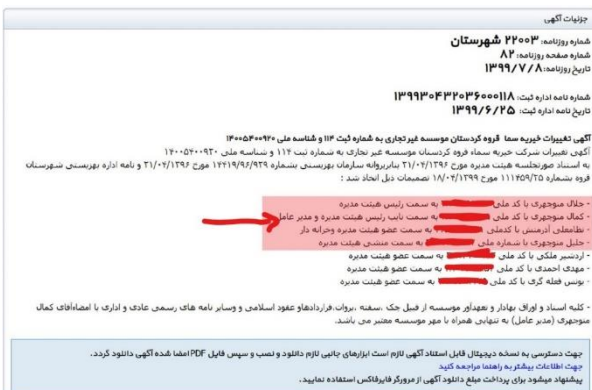 جزئیات آگهی
شماره روزنامه: ۲۲۰۰۳ شهرستان
شماره صفحه روزنامه: ۸۲
تاریخ روزنامه: ۱۳۹۹/۷/۸
شماره نامه اداره ثبت: ۱۳۹۹۳۰۴۳۲۰۳۶۰۰۰۱۱۸
تاریخ نامه اداره ثبت: ۱۳۹۹/۶/۲۵
آگهی تغییرات خیریه سما قروه کردستان موسسه غیر تجاری به شماره ثبت ۱۱۴ و شناسه ملی ۱۴۰۰۵۴۰۰۹۲۰
آگهی تغییرات شرکت خیریه سماء قروه کردستان موسسه غیر تجاری به شماره ثبت ۱۱۴ و شناسه ملی ۱۴۰۰۵۴۰۰۹۲۰
به استناد صورتجلسه هیئت مدیره مورخ ۲۱/۰۴/۱۳۹۶ بنابرپروانه سازمان بهزیستی بشماره ۱۴۴۱۹/۹۶/۹۲۹ مورخ ۲۱/۰۴/۱۳۹۶ و نامه اداره بهزیستی شهرستان
قروه بشماره ۱۱۱۴۵۹/۲۵ مورخ ۱۸/۰۴/۱۳۹۹ تصمیمات ذیل اتخاذ شد :
- جلال منوچهری با کد ملی به سمت رئیس هیئت مدیره
- کمال منوچهری با کد ملی به سمت نایب رئیس هیئت مدیره و مدیر عامل
- نظامعلی آذرمنش با کدملی به سمت عضو هیئت مدیره وخزانه دار
- جلیل منوچهری با شماره ملی به سمت منشی هیئت مدیره
- اردشیر ملکی با کد ملی به سمت عضو هیئت مدیره
- مهدی احمدی با کد ملی به سمت عضو هیئت مدیره
- یونس فعله گری با کد ملی به سمت عضو هیئت مدیره
- کلیه اسناد و اوراق بهادار و تعهدآور موسسه از قبیل چک ،سفته ،بروات،قراردادهاو عقود اسلامی و وسایر نامه های رسمی عادی و اداری با امضاءآقای کمال
منوچهری (مدیر عامل) به تنهایی همراه با مهر موسسه معتبر می باشد.
جهت دسترسی به نسخه دیجیتال قابل استناد آگهی لازم است ابزارهای جانبی لازم دانلود و نصب و سپس فایل PDF امضا شده آگهی دانلود گردد.
جهت اطلاعات بیشتر به راهنما مراجعه کنید
پیشنهاد میشود برای پرداخت مبلغ دانلود آگهی از مرورگر فایرفاکس استفاده نمایید.